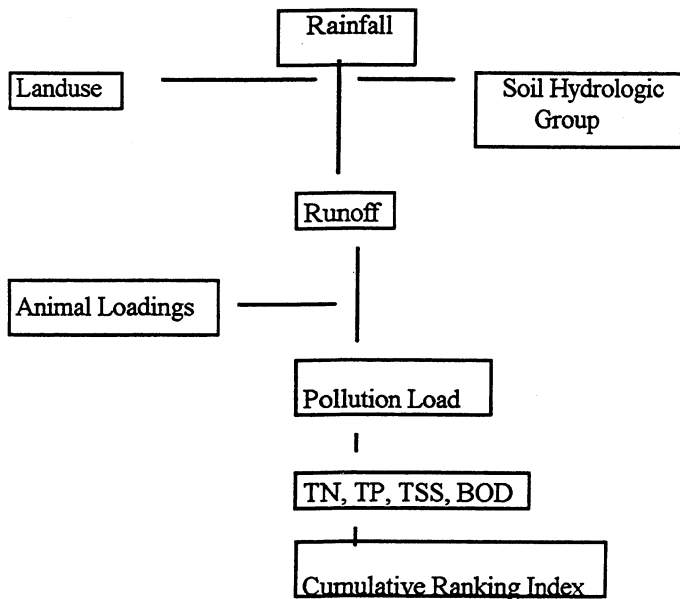 Rainfall
Landuse
Soil Hydrologic
Group
Runoff
Animal Loadings
Pollution Load
TN, TP, TSS, BOD
Cumulative Ranking Index